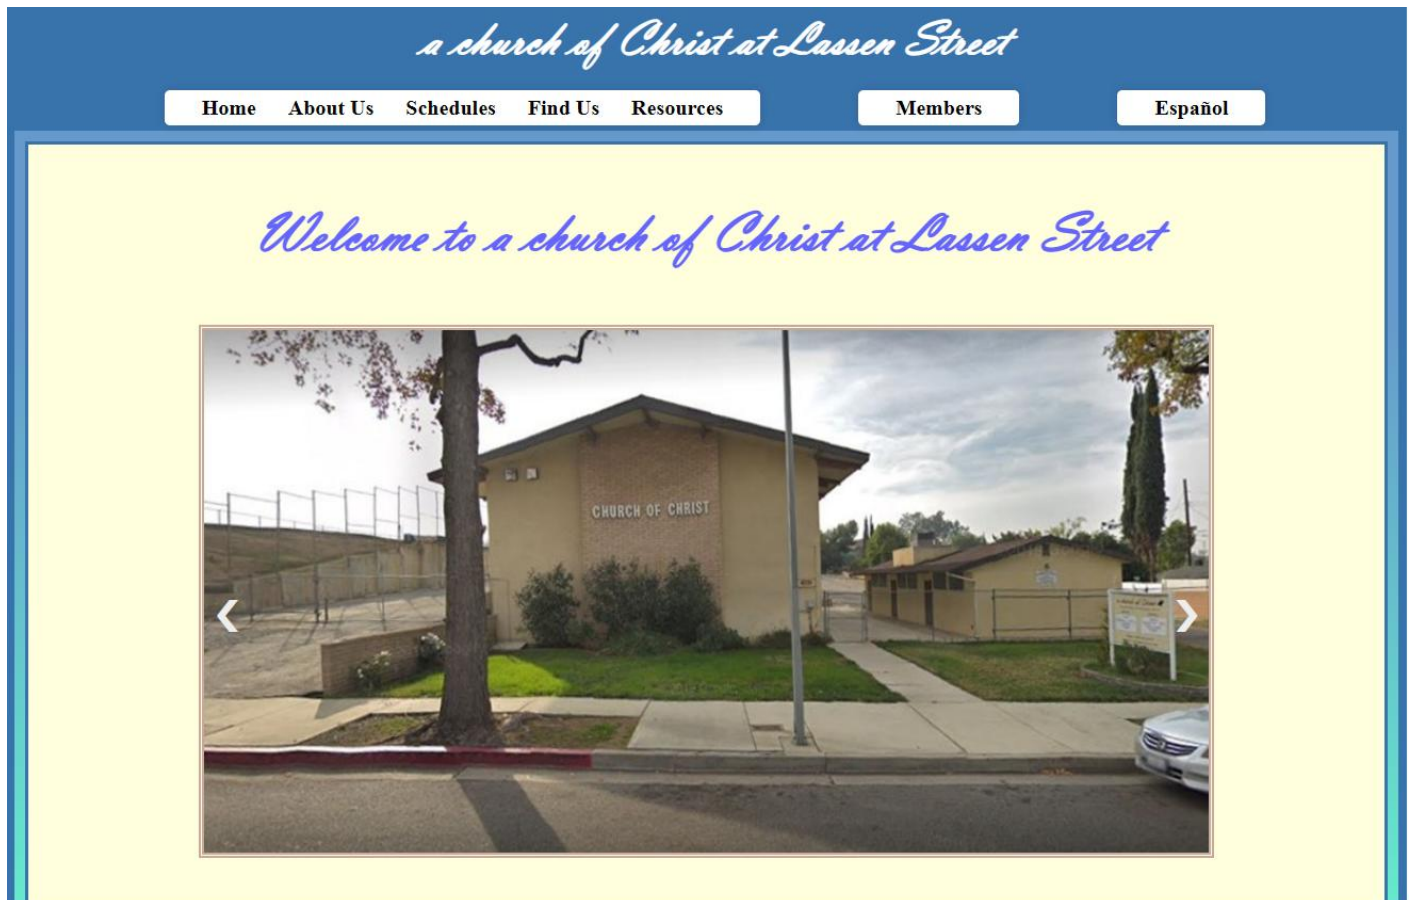 a church of Christ at Lassen Street
Home About Us Schedules Find Us Resources Members Español
Welcome to a church of Christ at Lassen Street
CHURCH OF CHRIST